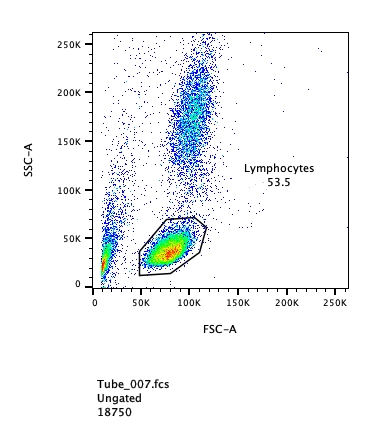 250K
200K
150K
100K
50K
0
SSC-A
Lymphocytes
53.5
0 50K 100K 150K 200K 250K
FSC-A
Tube_007.fcs
Ungated
18750